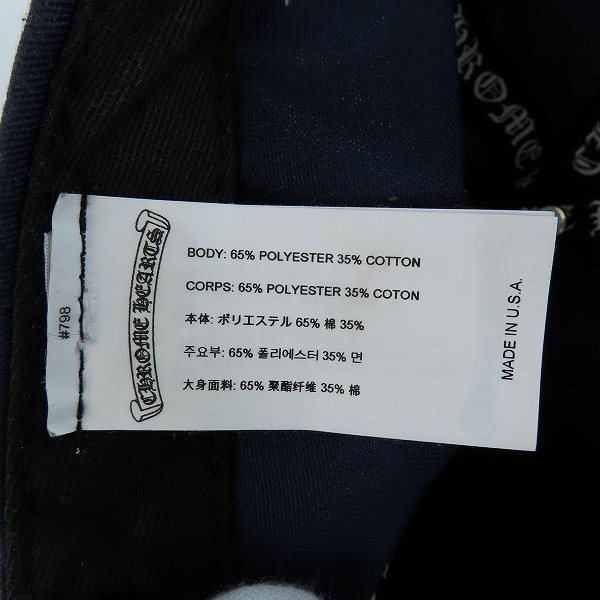 CHROME HEARTS
BODY: 65% POLYESTER 35% COTTON
CORPS: 65% POLYESTER 35% COTON
本体: ポリエステル 65% 棉 35%
주요부: 65% 폴리에스터 35% 면
大身面料: 65% 聚酯纤维 35% 棉
MADE IN U.S.A.
#798
CHROME HE